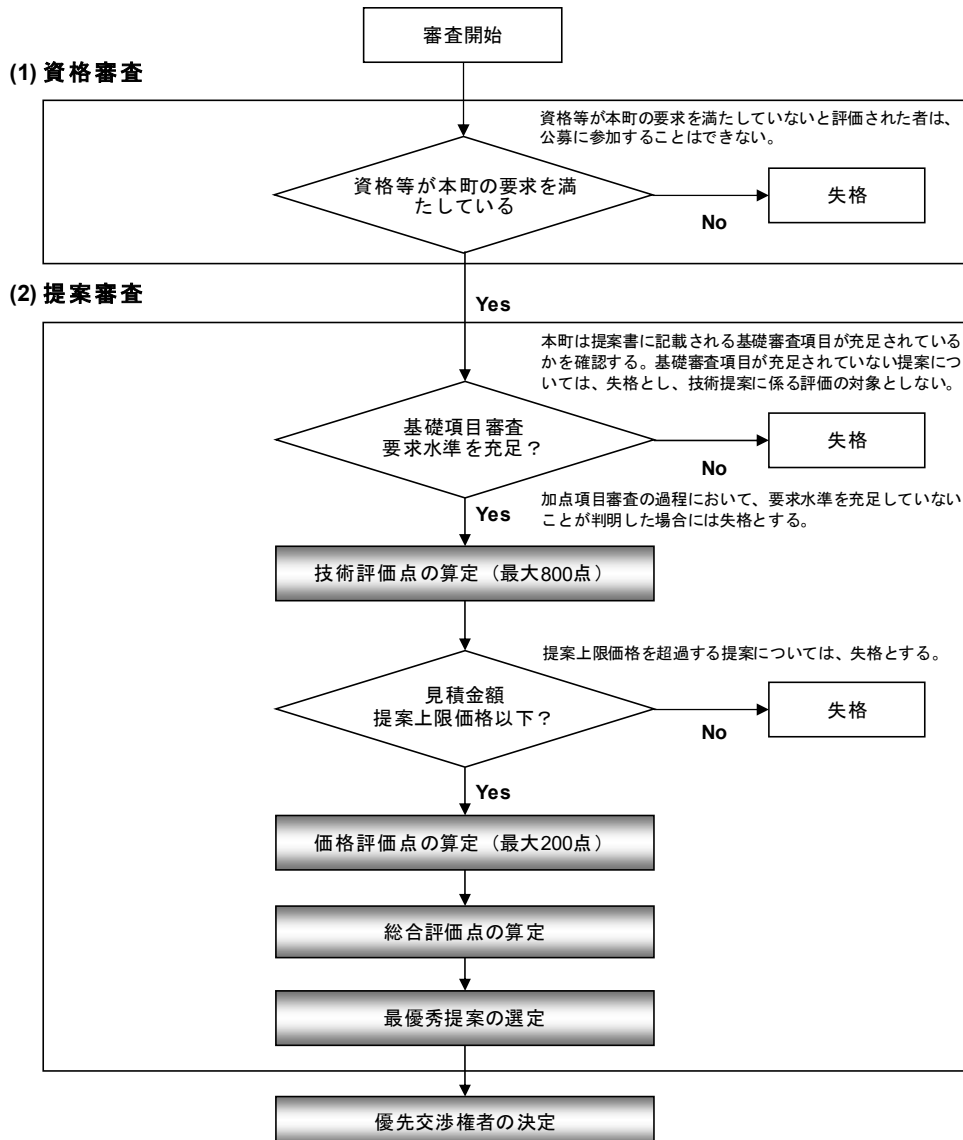 審査開始
(1) 資格審査
資格等が本町の要求を満たしていないと評価された者は、
公募に参加することはできない。
資格等が本町の要求を満
たしている
失格
No
(2) 提案審査
Yes
本町は提案書に記載される基礎審査項目が充足されている
かを確認する。基礎審査項目が充足されていない提案につ
いては、失格とし、技術提案に係る評価の対象としない。
基礎項目審査
要求水準を充足？
失格
No
Yes
加点項目審査の過程において、要求水準を充足していない
ことが判明した場合には失格とする。
技術評価点の算定（最大800点）
提案上限価格を超過する提案については、失格とする。
見積金額
提案上限価格以下？
失格
No
Yes
価格評価点の算定（最大200点）
総合評価点の算定
最優秀提案の選定
優先交渉権者の決定